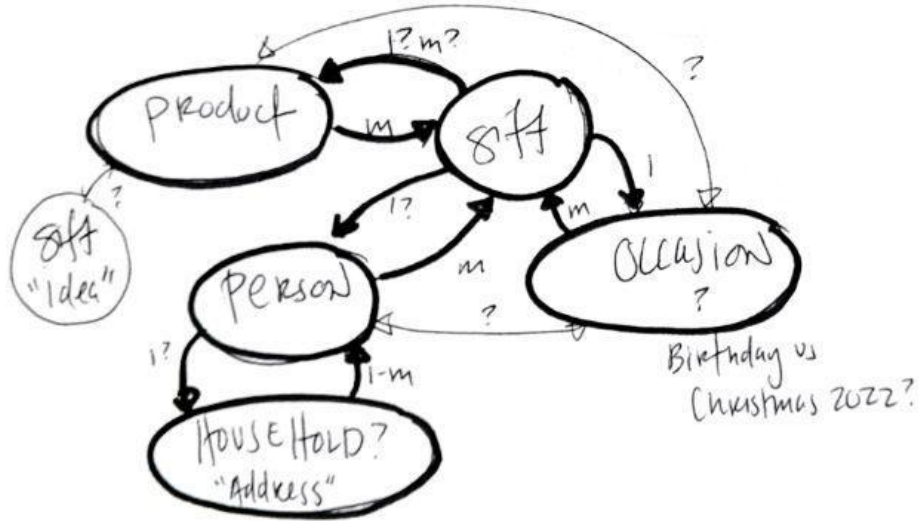 1?m?
?
Product
m
gift
1
?
1?
m
gift
"idea"
m
Occasion
?
Person
?
1?
1-m
Birthday vs
Christmas 2022?
HOUSEHOLD?
"Address"